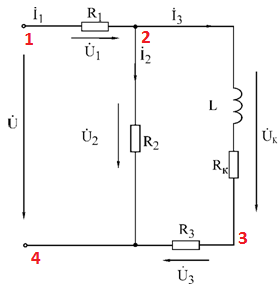 İ₁ R₁ İ₃
1 2
U̇₁ İ₂
L
U̇ U̇₂ R₂ U̇ₖ
Rₖ
R₃ 3
4
U̇₃